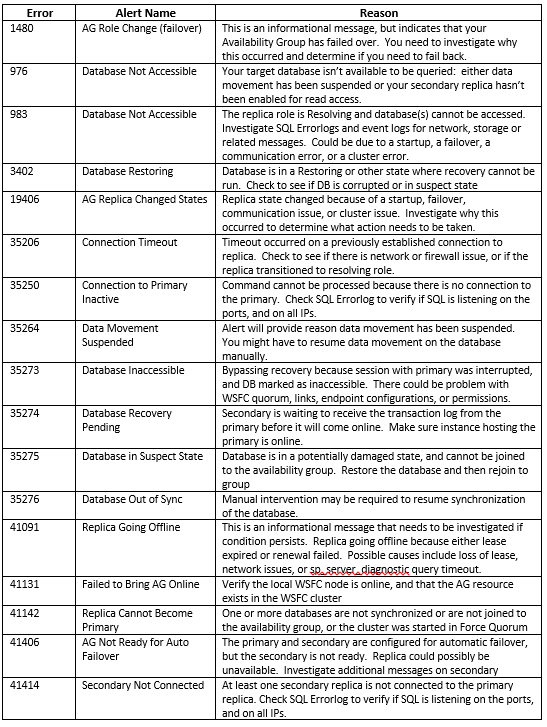 Error Alert Name Reason
1480 AG Role Change (failover) This is an informational message, but indicates that your
Availability Group has failed over. You need to investigate why
this occurred and determine if you need to fail back.
976 Database Not Accessible Your target database isn't available to be queried: either data
movement has been suspended or your secondary replica hasn't
been enabled for read access.
983 Database Not Accessible The replica role is Resolving and database(s) cannot be accessed.
Investigate SQL Errorlogs and event logs for network, storage or
related messages. Could be due to a startup, a failover, a
communication error, or a cluster error.
3402 Database Restoring Database is in a Restoring or other state where recovery cannot be
run. Check to see if DB is corrupted or in suspect state
19406 AG Replica Changed States Replica state changed because of a startup, failover,
communication issue, or cluster issue. Investigate why this
occurred to determine what action needs to be taken.
35206 Connection Timeout Timeout occurred on a previously established connection to
replica. Check to see if there is network or firewall issue, or if the
replica transitioned to resolving role.
35250 Connection to Primary Command cannot be processed because there is no connection to
Inactive the primary. Check SQL Errorlog to verify if SQL is listening on the
ports, and on all IPs.
35264 Data Movement Alert will provide reason data movement has been suspended.
Suspended You might have to resume data movement on the database
manually.
35273 Database Inaccessible Bypassing recovery because session with primary was interrupted,
and DB marked as inaccessible. There could be problem with
WSFC quorum, links, endpoint configurations, or permissions.
35274 Database Recovery Secondary is waiting to receive the transaction log from the
Pending primary before it will come online. Make sure instance hosting the
primary is online.
35275 Database in Suspect State Database is in a potentially damaged state, and cannot be joined
to the availability group. Restore the database and then rejoin to
group
35276 Database Out of Sync Manual intervention may be required to resume synchronization
of the database.
41091 Replica Going Offline This is an informational message that needs to be investigated if
condition persists. Replica going offline because either lease
expired or renewal failed. Possible causes include loss of lease,
network issues, or sp_server_diagnostic query timeout.
41131 Failed to Bring AG Online Verify the local WSFC node is online, and that the AG resource
exists in the WSFC cluster
41142 Replica Cannot Become One or more databases are not synchronized or are not joined to
Primary the availability group, or the cluster was started in Force Quorum
41406 AG Not Ready for Auto The primary and secondary are configured for automatic failover,
Failover but the secondary is not ready. Replica could possibly be
unavailable. Investigate additional messages on secondary
41414 Secondary Not Connected At least one secondary replica is not connected to the primary
replica. Check SQL Errorlog to verify if SQL is listening on the ports,
and on all IPs.